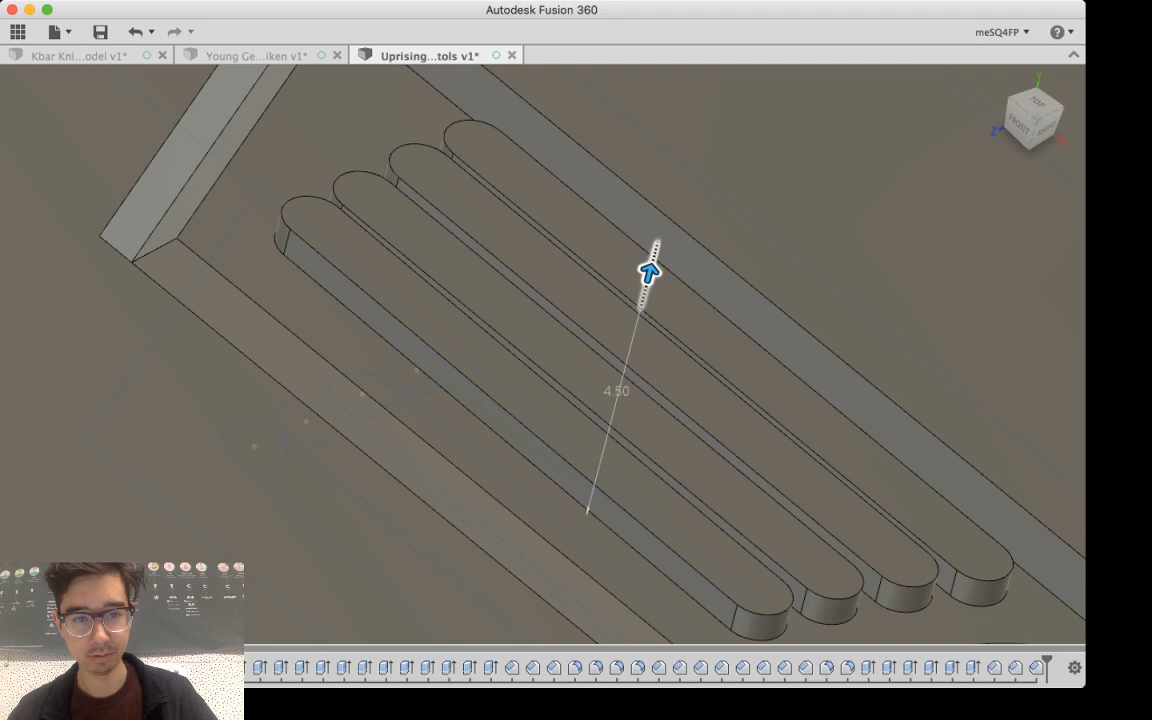 Autodesk Fusion 360
meSQ4FP
Kbar Kni...odel v1*
Young Ge...iken v1*
Uprising...tols v1*
y
TOP
FRONT
Z
4.50